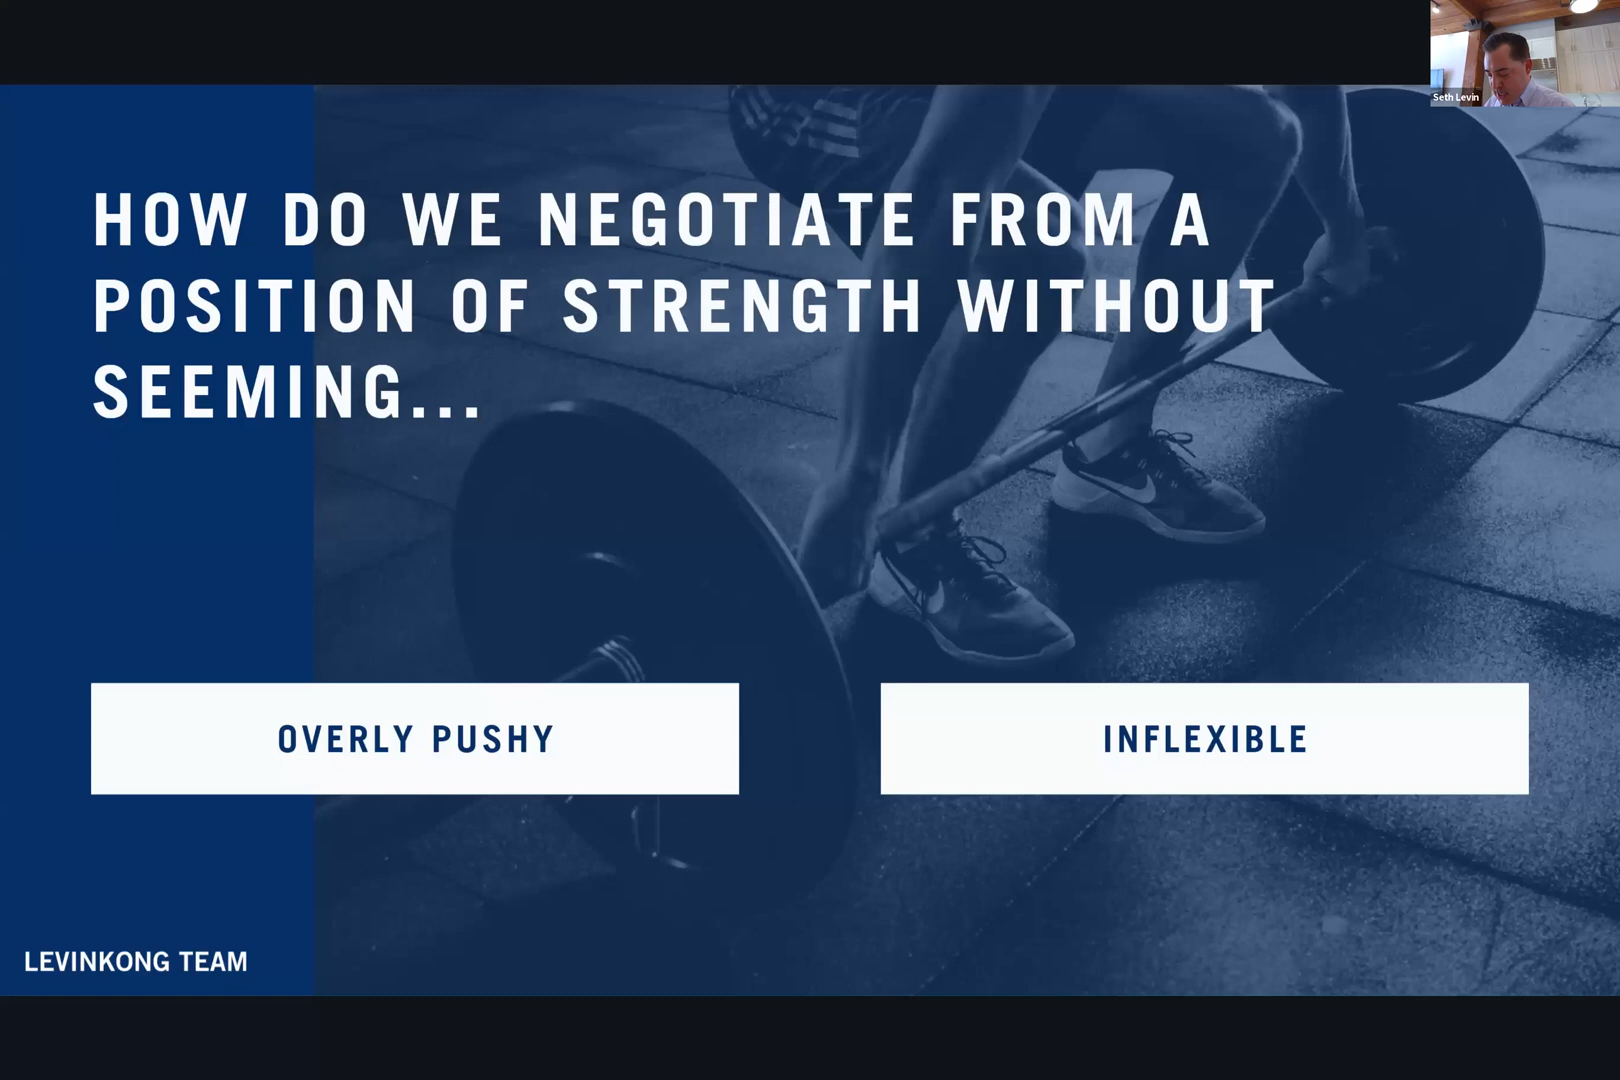 Seth Levin
HOW DO WE NEGOTIATE FROM A
POSITION OF STRENGTH WITHOUT
SEEMING...
OVERLY PUSHY
INFLEXIBLE
LEVINKONG TEAM